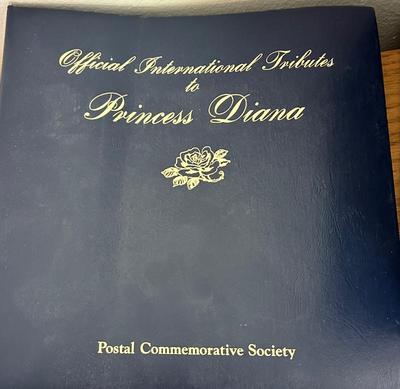 Official International Tributes
to
Princess Diana
Postal Commemorative Society